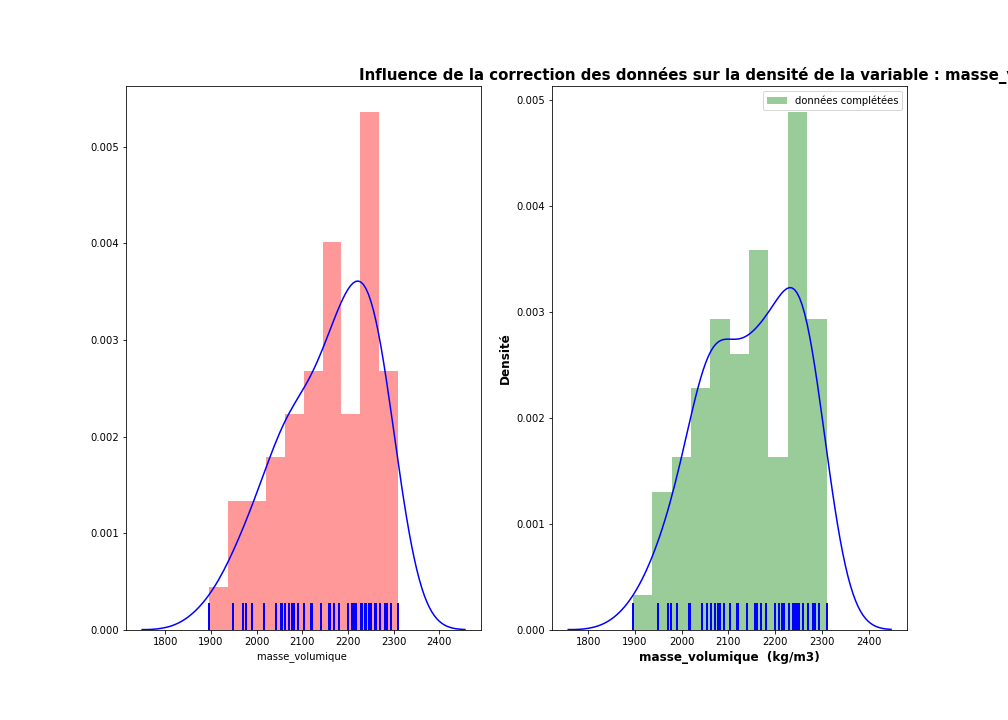 Influence de la correction des données sur la densité de la variable : masse_
données complétées
0.005
0.004
0.003
0.002
0.001
0.000
1800 1900 2000 2100 2200 2300 2400
masse_volumique
Densité
0.005
0.004
0.003
0.002
0.001
0.000
1800 1900 2000 2100 2200 2300 2400
masse_volumique (kg/m3)